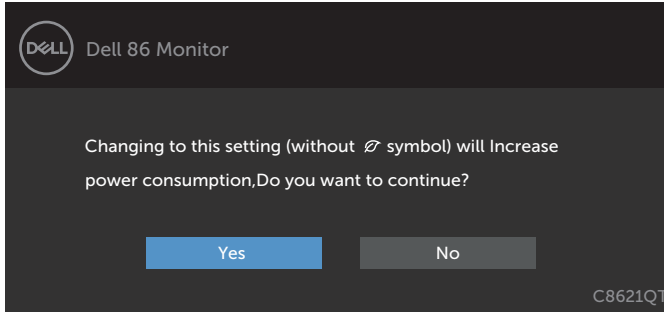 DELL
Dell 86 Monitor
Changing to this setting (without symbol) will Increase
power consumption,Do you want to continue?
Yes
No
C8621QT